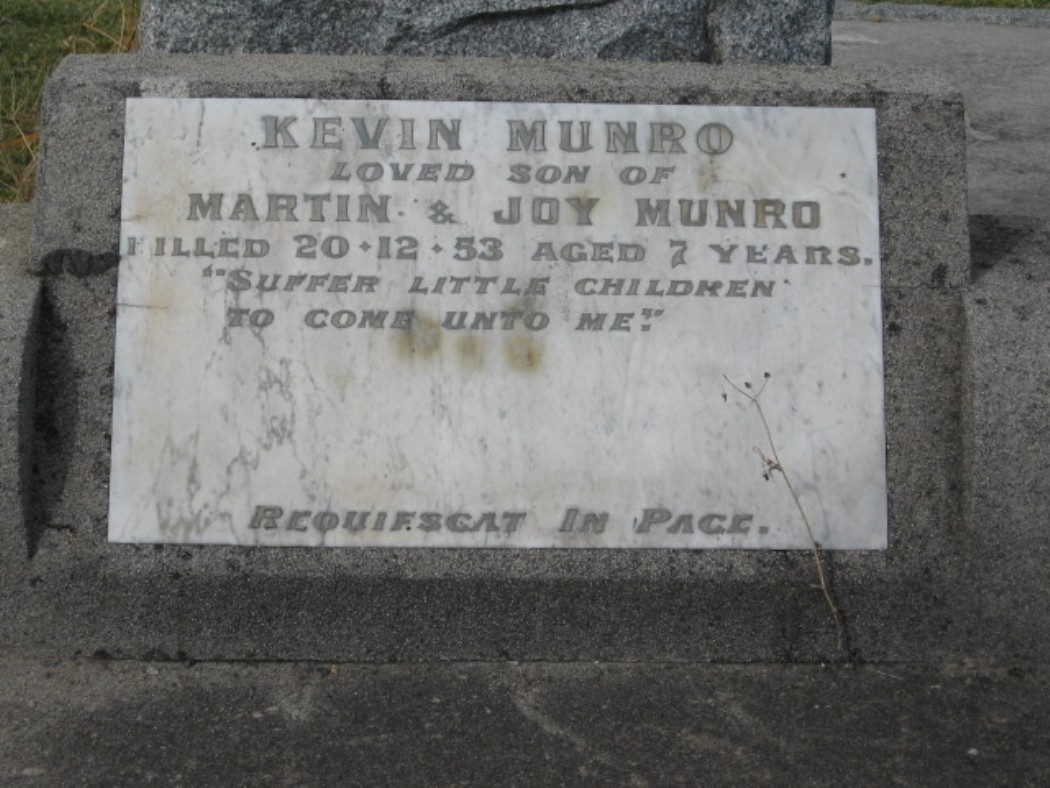 KEVIN MUNRO
LOVED SON OF
MARTIN & JOY MUNRO
KILLED 20•12•53 AGED 7 YEARS.
"SUFFER LITTLE CHILDREN
TO COME UNTO ME."
REQUIESCAT IN PACE.